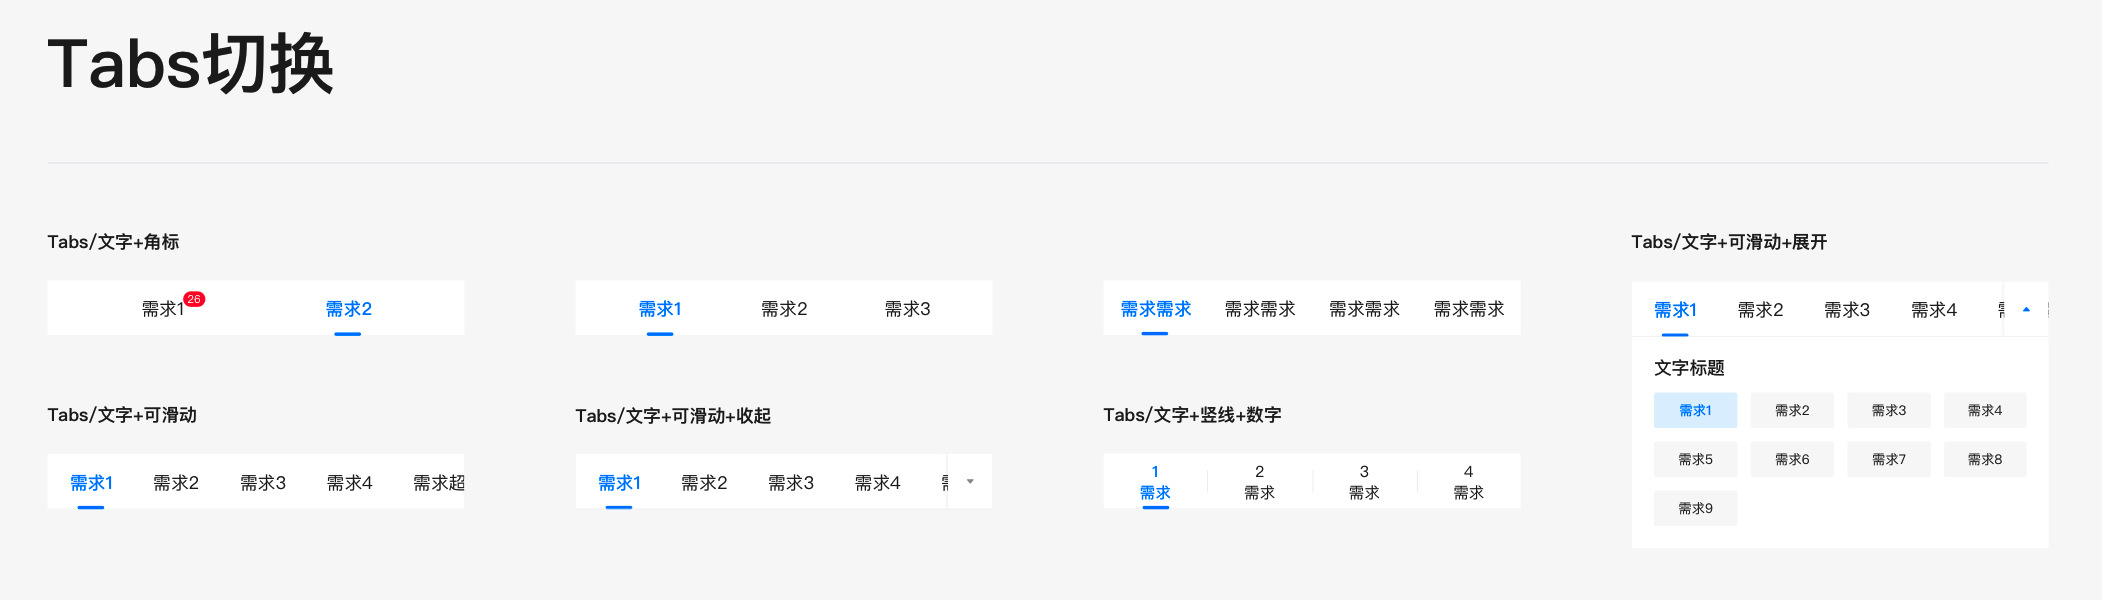 Tabs切换
Tabs/文字+角标
需求1 26 需求2
需求1 需求2 需求3
需求需求 需求需求 需求需求 需求需求
Tabs/文字+可滑动
需求1 需求2 需求3 需求4 需求超
Tabs/文字+可滑动+收起
需求1 需求2 需求3 需求4
Tabs/文字+竖线+数字
1 2 3 4
需求 需求 需求 需求
Tabs/文字+可滑动+展开
需求1 需求2 需求3 需求4
文字标题
需求1 需求2 需求3 需求4
需求5 需求6 需求7 需求8
需求9